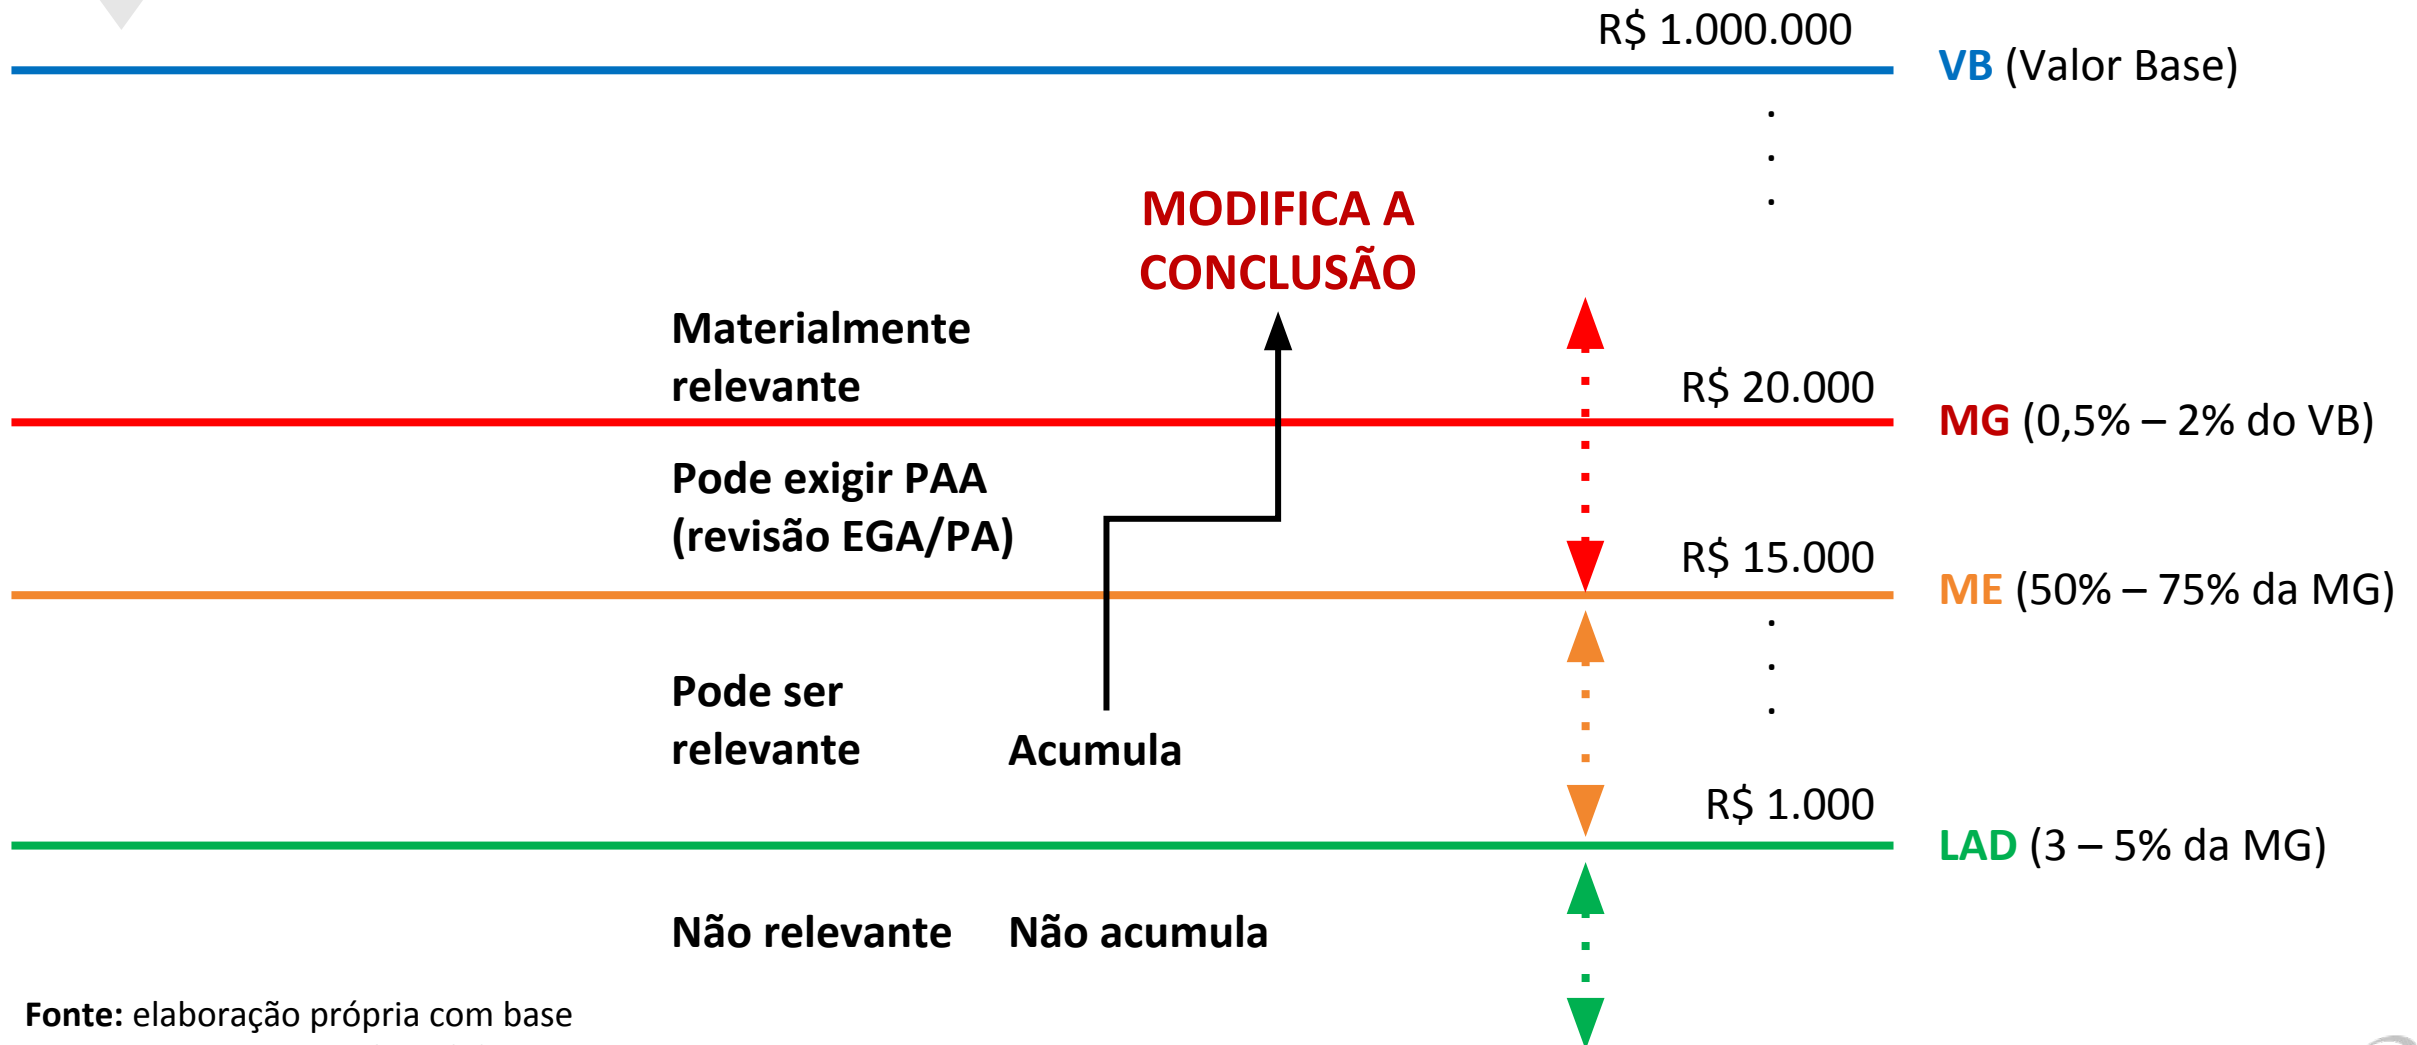 R$ 1.000.000
VB (Valor Base)
.
.
.
MODIFICA A
CONCLUSÃO
Materialmente
relevante
R$ 20.000
MG (0,5% – 2% do VB)
Pode exigir PAA
(revisão EGA/PA)
R$ 15.000
ME (50% – 75% da MG)
.
.
.
Pode ser
relevante
Acumula
R$ 1.000
LAD (3 – 5% da MG)
Não relevante
Não acumula
Fonte: elaboração própria com base